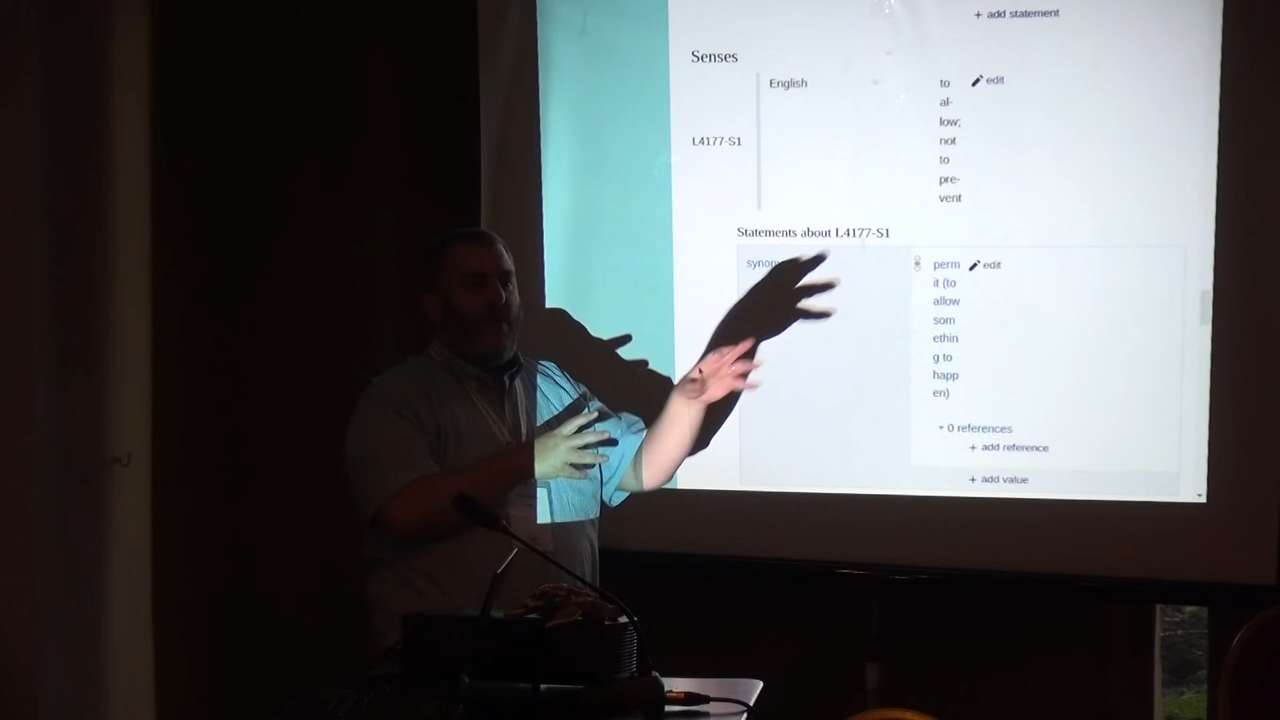 + add statement
Senses
English
to
al-
low;
not
to
pre-
vent
edit
L4177-S1
Statements about L4177-S1
synon
perm
it (to
allow
som
ethin
g to
happ
en)
edit
0 references
+ add reference
+ add value